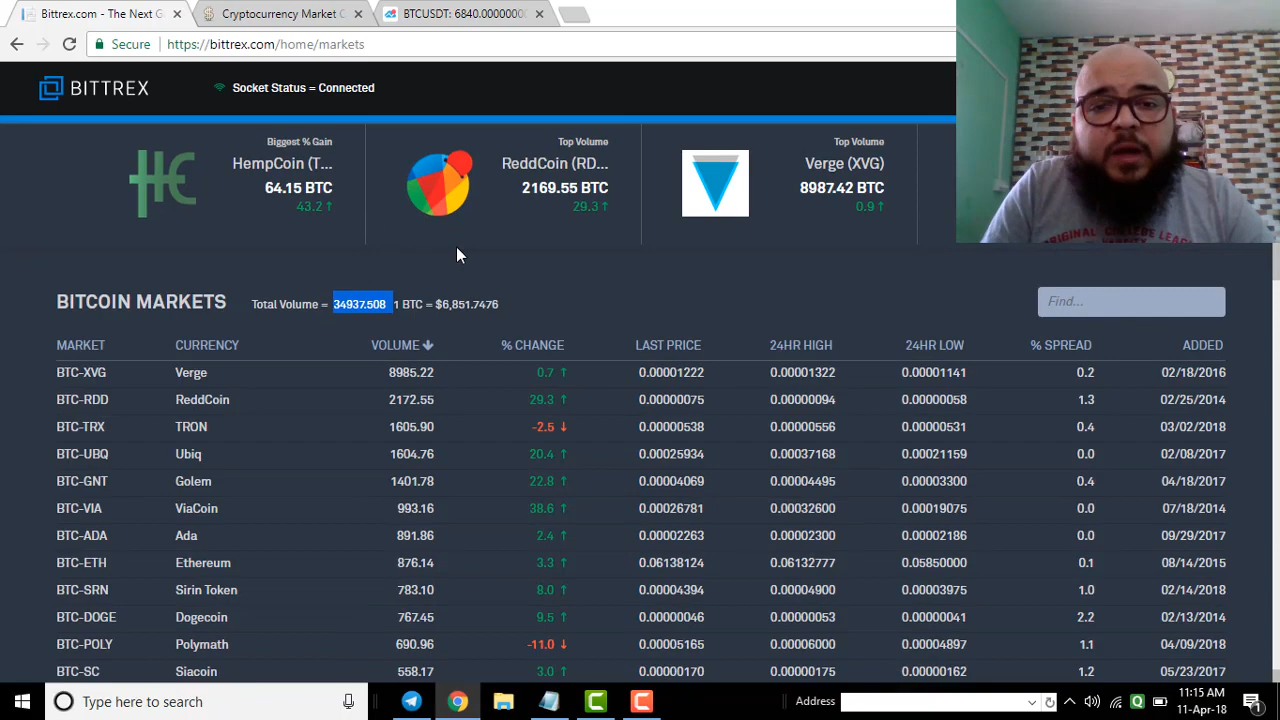 Bittrex.com - The Next G
Cryptocurrency Market C
BTCUSDT: 6840.00000000
Secure https://bittrex.com/home/markets
BITTREX
Socket Status = Connected
Biggest % Gain
HempCoin (T...
64.15 BTC
43.2 ↑
Top Volume
ReddCoin (RD...
2169.55 BTC
29.3 ↑
Top Volume
Verge (XVG)
8987.42 BTC
0.9 ↑
BITCOIN MARKETS Total Volume = 34937.508 1 BTC = $6,851.7476 Find...
MARKET CURRENCY VOLUME % CHANGE LAST PRICE 24HR HIGH 24HR LOW % SPREAD ADDED
BTC-XVG Verge 8985.22 0.7 ↑ 0.00001222 0.00001322 0.00001141 0.2 02/18/2016
BTC-RDD ReddCoin 2172.55 29.3 ↑ 0.00000075 0.00000094 0.00000058 1.3 02/25/2014
BTC-TRX TRON 1605.90 -2.5 ↓ 0.00000538 0.00000556 0.00000531 0.4 03/02/2018
BTC-UBQ Ubiq 1604.76 20.4 ↑ 0.00025934 0.00037168 0.00021159 0.0 02/08/2017
BTC-GNT Golem 1401.78 22.8 ↑ 0.00004069 0.00004495 0.00003300 0.4 04/18/2017
BTC-VIA ViaCoin 993.16 38.6 ↑ 0.00026781 0.00032600 0.00019075 0.0 07/18/2014
BTC-ADA Ada 891.86 2.4 ↑ 0.00002263 0.00002300 0.00002186 0.0 09/29/2017
BTC-ETH Ethereum 876.14 3.3 ↑ 0.06138124 0.06132777 0.05850000 0.1 08/14/2015
BTC-SRN Sirin Token 783.10 8.0 ↑ 0.00004394 0.00004900 0.00003975 1.0 02/14/2018
BTC-DOGE Dogecoin 767.45 9.5 ↑ 0.00000046 0.00000053 0.00000041 2.2 02/13/2014
BTC-POLY Polymath 690.96 -11.0 ↓ 0.00005165 0.00006000 0.00004897 1.1 04/09/2018
BTC-SC Siacoin 558.17 3.0 ↑ 0.00000170 0.00000175 0.00000162 1.2 05/23/2017
Type here to search
Address
11:15 AM
11-Apr-18